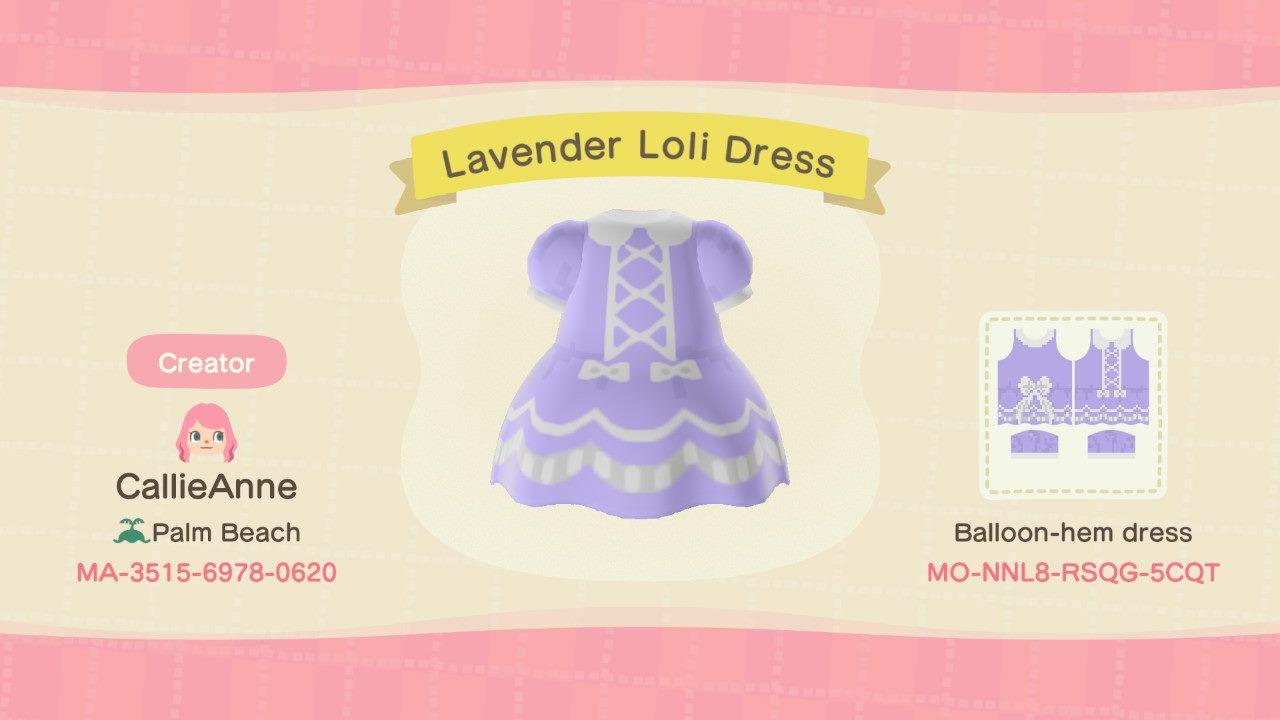 Lavender Loli Dress
Creator
CallieAnne
Palm Beach
MA-3515-6978-0620
Balloon-hem dress
MO-NNL8-RSQG-5CQT